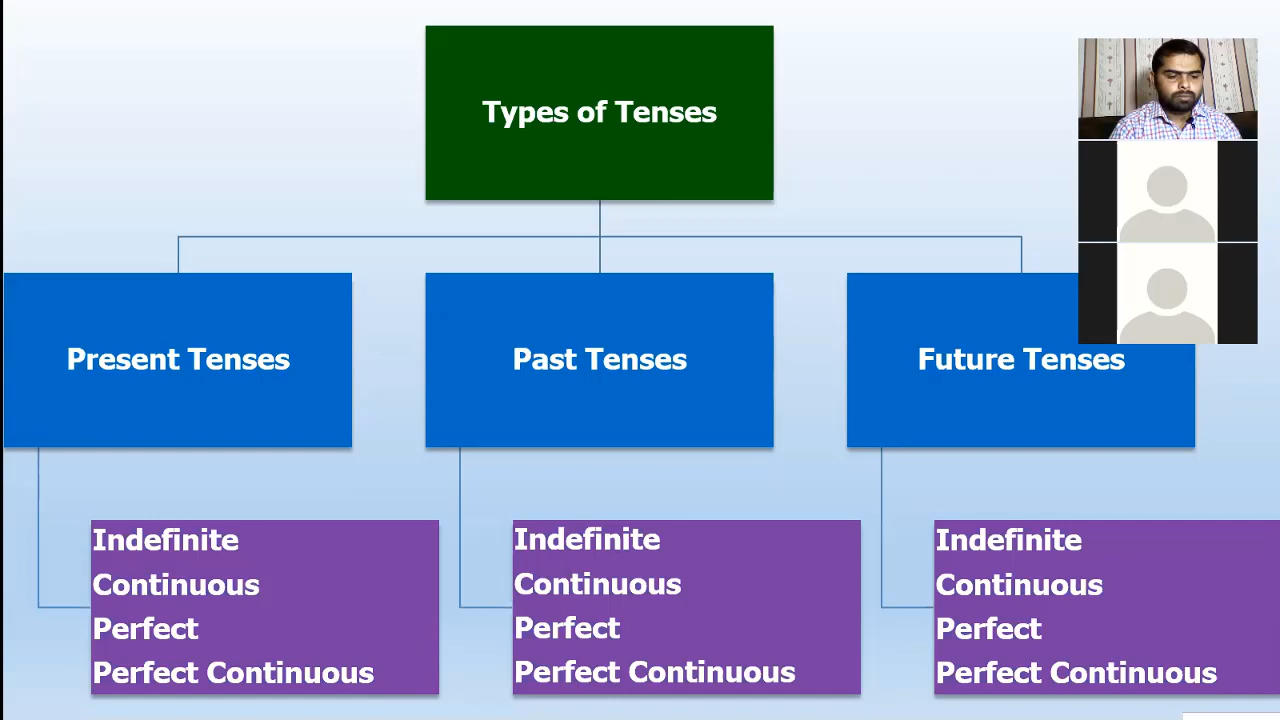 Types of Tenses
Present Tenses
Past Tenses
Future Tenses
Indefinite
Continuous
Perfect
Perfect Continuous
Indefinite
Continuous
Perfect
Perfect Continuous
Indefinite
Continuous
Perfect
Perfect Continuous